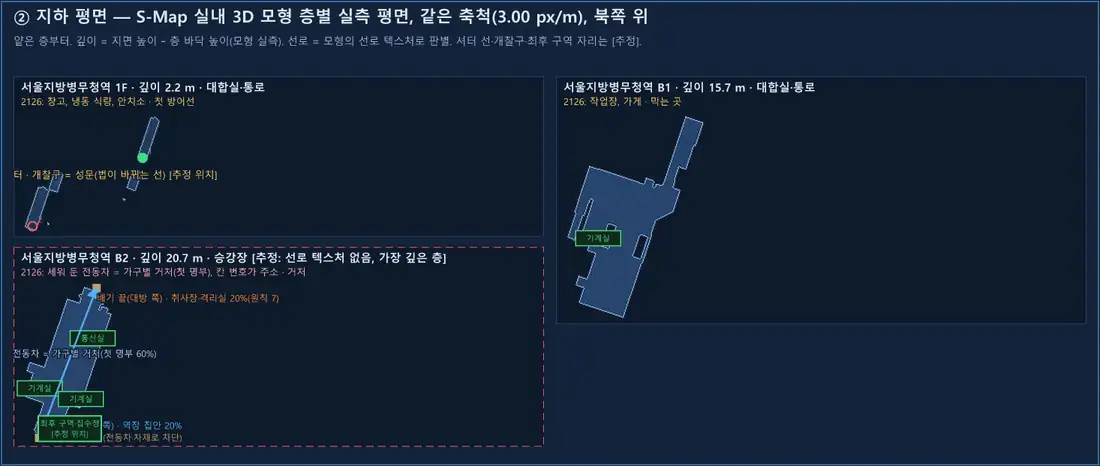 ② 지하 평면 — S-Map 실내 3D 모형 층별 실측 평면, 같은 축척(3.00 px/m), 북쪽 위
얕은 층부터. 깊이 = 지면 높이 − 층 바닥 높이(모형 실측). 선로 = 모형의 선로 텍스처로 판별. 셔터 선·개찰구·최후 구역 자리는 [추정].
서울지방병무청역 1F · 깊이 2.2 m · 대합실·통로
2126: 창고, 냉동 식량, 안치소 · 첫 방어선
터 · 개찰구 = 성문(법이 바뀌는 선) [추정 위치]
서울지방병무청역 B1 · 깊이 15.7 m · 대합실·통로
2126: 작업장, 가게 · 막는 곳
기계실
서울지방병무청역 B2 · 깊이 20.7 m · 승강장 [추정: 선로 텍스처 없음, 가장 깊은 층]
2126: 세워 둔 전동차 = 가구별 거처(첫 명부), 칸 번호가 주소 · 거저
배기 끝(대방 쪽) · 취사장·격리실 20%(원칙 7)
통신실
전동차 = 가구별 거처(첫 명부 60%)
기계실
기계실
최후 구역·집수정
[추정 위치]
쪽) · 역장 집안 20%
(전동차·자재로 차단)